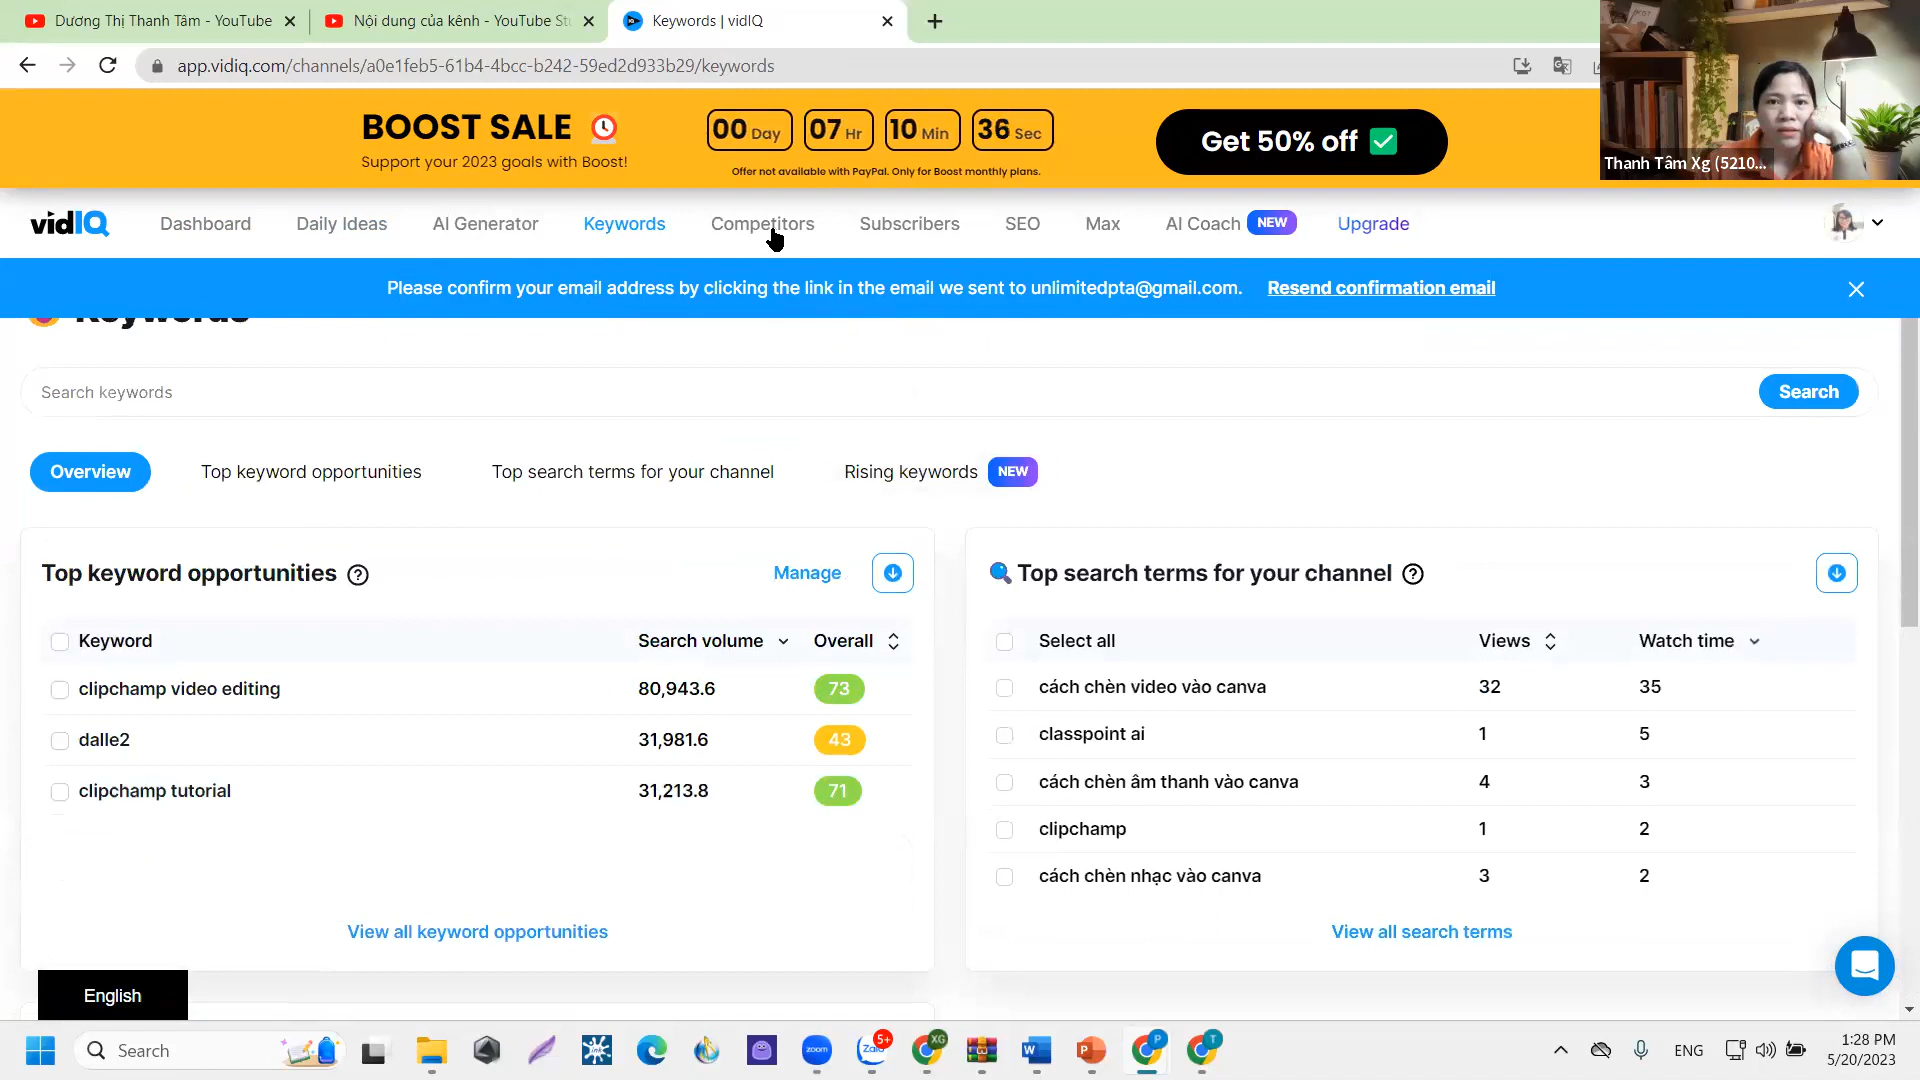 Dương Thị Thanh Tâm - YouTube
Nội dung của kênh - YouTube St
Keywords | vidIQ
app.vidiq.com/channels/a0e1feb5-61b4-4bcc-b242-59ed2d933b29/keywords
BOOST SALE
Support your 2023 goals with Boost!
00 Day 07 Hr 10 Min 36 Sec
Offer not available with PayPal. Only for Boost monthly plans.
Get 50% off
Thanh Tâm Xg (5210...
vidIQ
Dashboard
Daily Ideas
AI Generator
Keywords
Competitors
Subscribers
SEO
Max
AI Coach NEW
Upgrade
Please confirm your email address by clicking the link in the email we sent to unlimitedpta@gmail.com. Resend confirmation email
Keywords
Search keywords
Search
Overview
Top keyword opportunities
Top search terms for your channel
Rising keywords NEW
Top keyword opportunities
Manage
Keyword Search volume Overall
clipchamp video editing 80,943.6 73
dalle2 31,981.6 43
clipchamp tutorial 31,213.8 71
View all keyword opportunities
Top search terms for your channel
Select all Views Watch time
cách chèn video vào canva 32 35
classpoint ai 1 5
cách chèn âm thanh vào canva 4 3
clipchamp 1 2
cách chèn nhạc vào canva 3 2
View all search terms
English
Search
zoom
Zalo
5+
XG
W
P
P
T
ENG
1:28 PM
5/20/2023